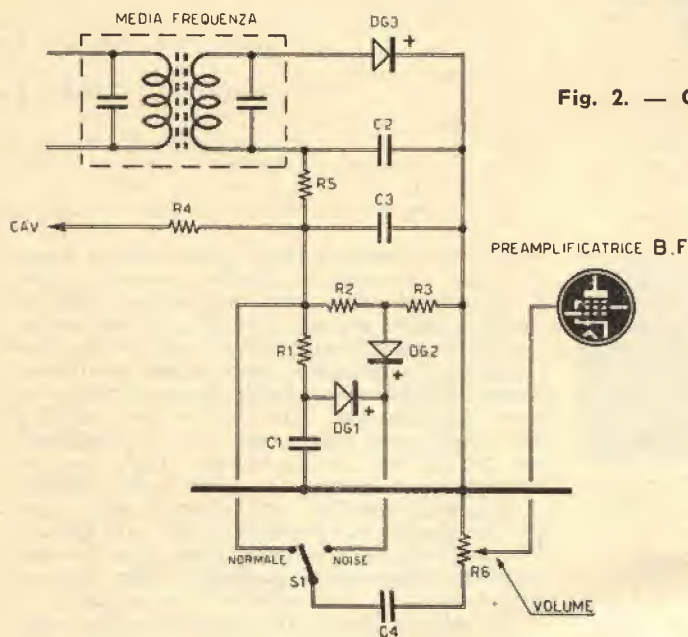 MEDIA FREQUENZA
DG3
+
Fig. 2. — C
C2
R5
C3
R4
CAV
PREAMPLIFICATRICE B.F
R2
R3
R1
DG2
+
DG1
+
C1
NORMALE
NOISE
S1
R6
VOLUME
C4